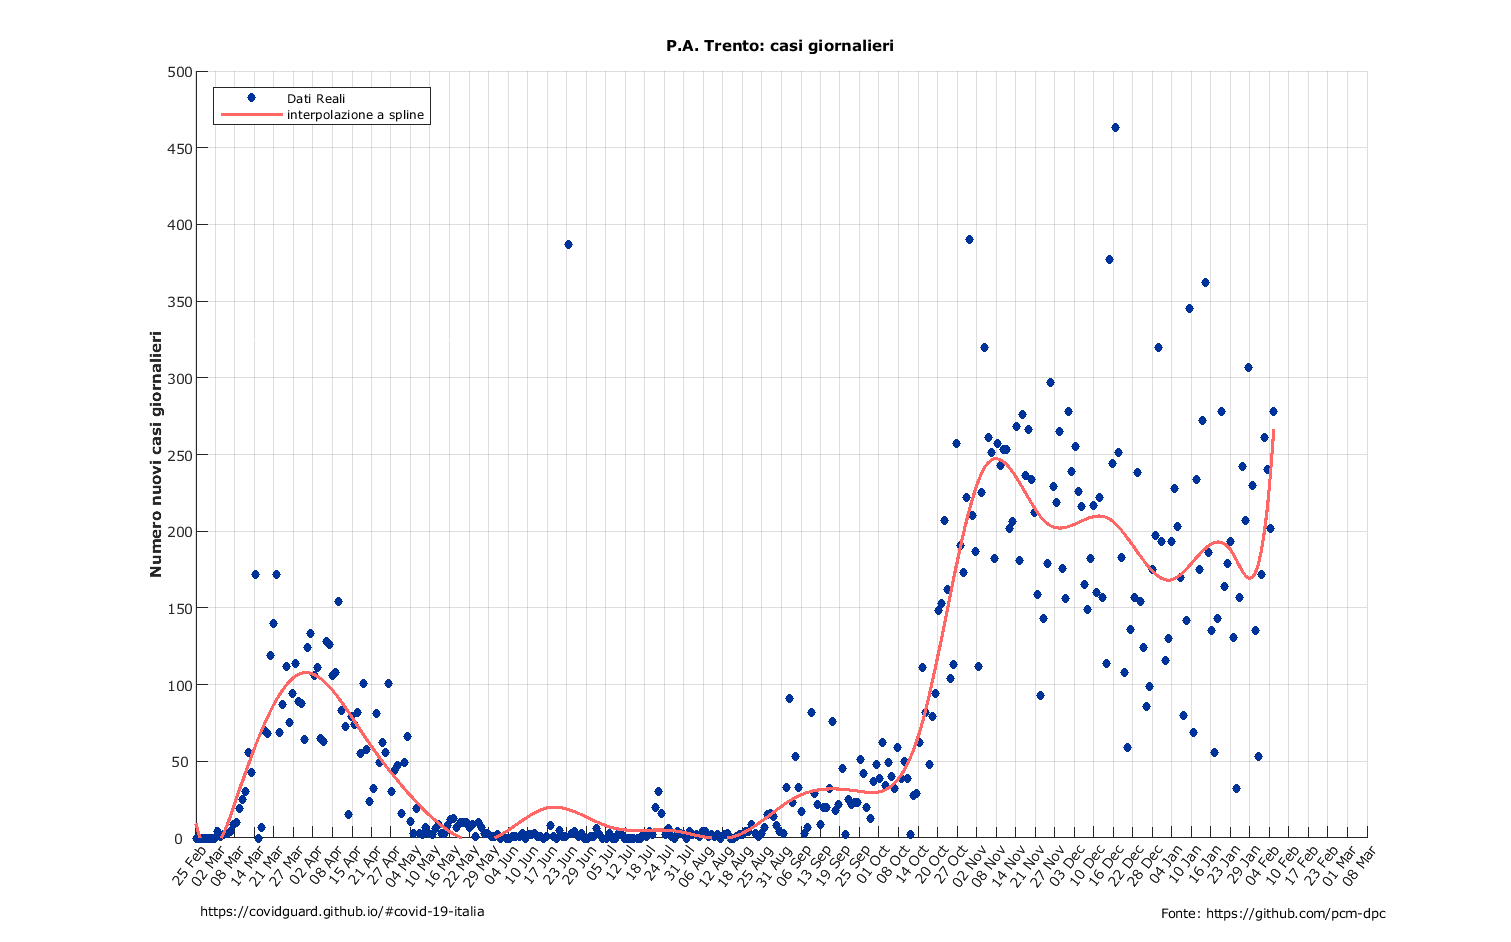 P.A. Trento: casi giornalieri
Dati Reali
interpolazione a spline
Numero nuovi casi giornalieri
500
450
400
350
300
250
200
150
100
50
0
25 Feb
02 Mar
08 Mar
14 Mar
21 Mar
27 Mar
02 Apr
08 Apr
15 Apr
21 Apr
27 Apr
04 May
10 May
16 May
22 May
29 May
04 Jun
10 Jun
17 Jun
23 Jun
29 Jun
05 Jul
12 Jul
18 Jul
24 Jul
31 Jul
06 Aug
12 Aug
18 Aug
25 Aug
31 Aug
06 Sep
13 Sep
19 Sep
25 Sep
01 Oct
08 Oct
14 Oct
20 Oct
27 Oct
02 Nov
08 Nov
14 Nov
21 Nov
27 Nov
03 Dec
10 Dec
16 Dec
22 Dec
28 Dec
04 Jan
10 Jan
16 Jan
23 Jan
29 Jan
04 Feb
10 Feb
17 Feb
23 Feb
01 Mar
08 Mar
https://covidguard.github.io/#covid-19-italia
Fonte: https://github.com/pcm-dpc